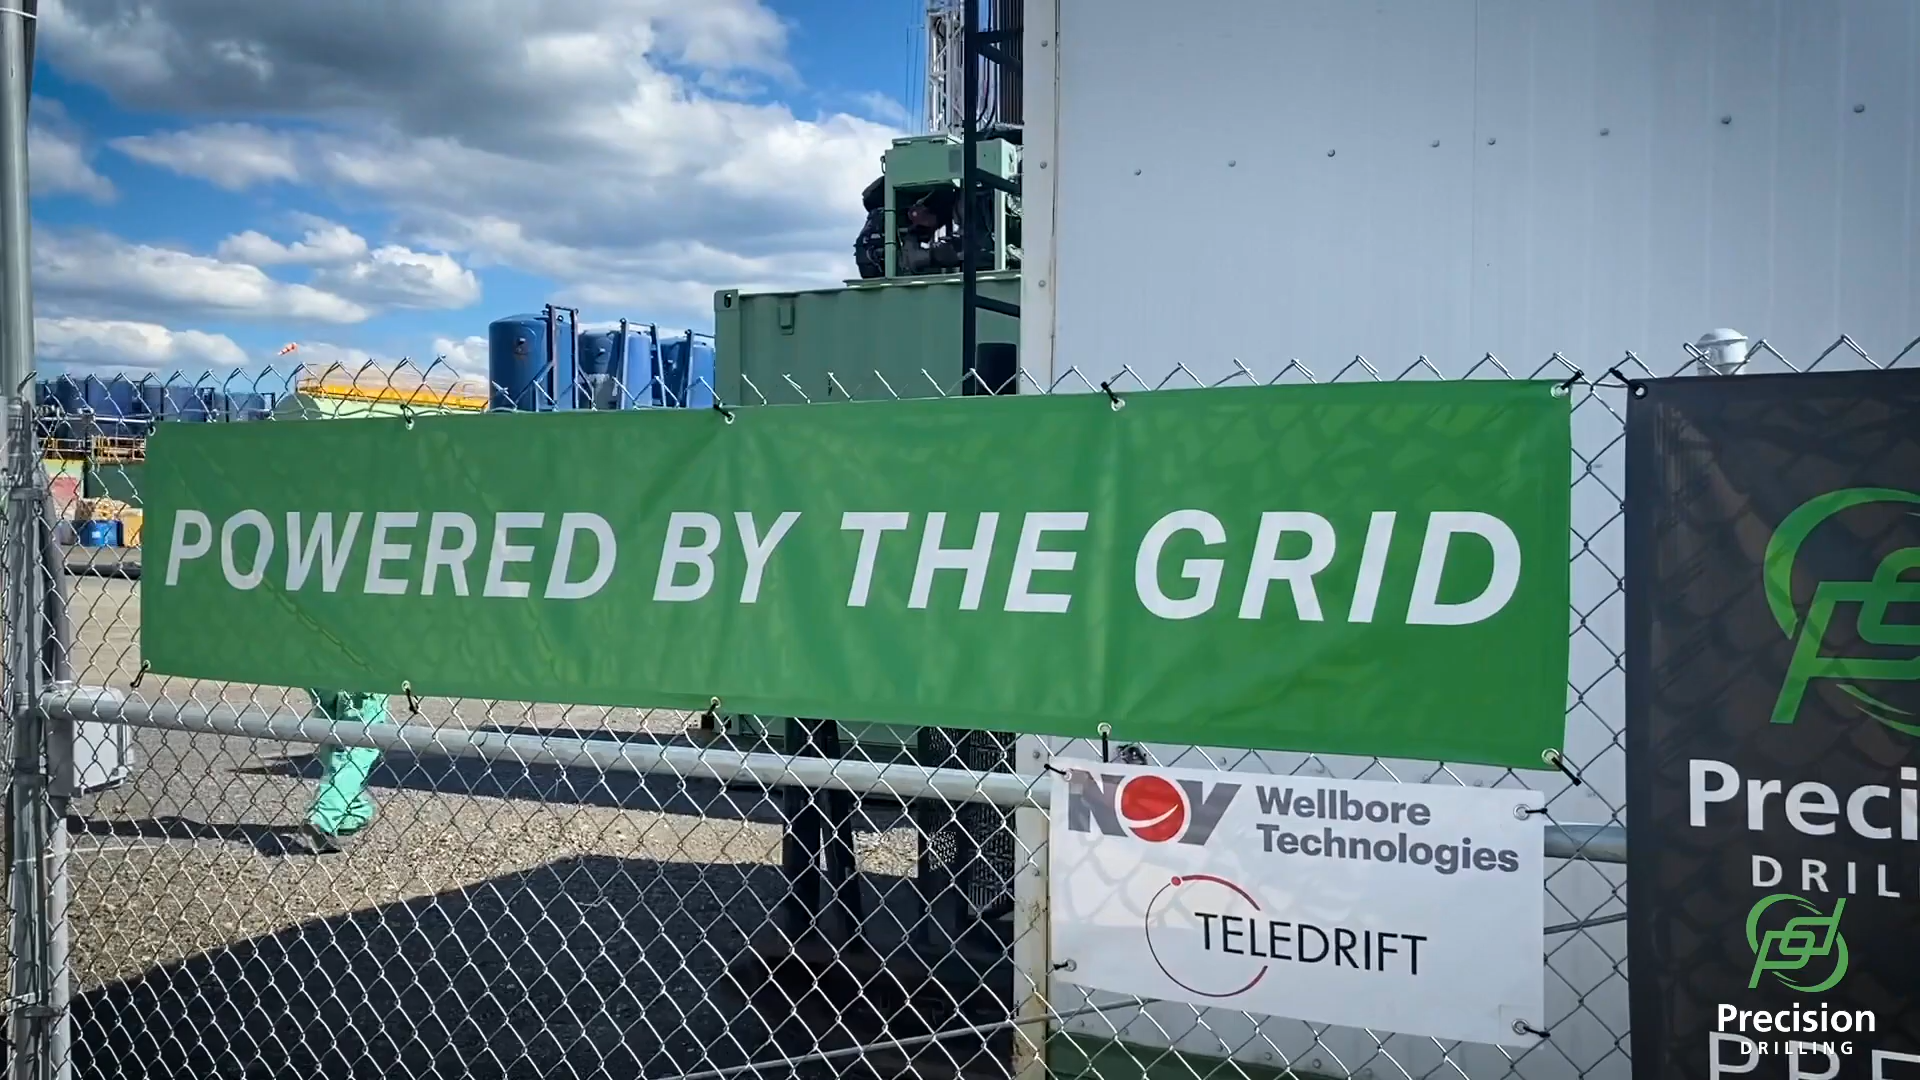 POWERED BY THE GRID
NOV Wellbore
Technologies
TELEDRIFT
Preci
DRIL
Precision
DRILLING